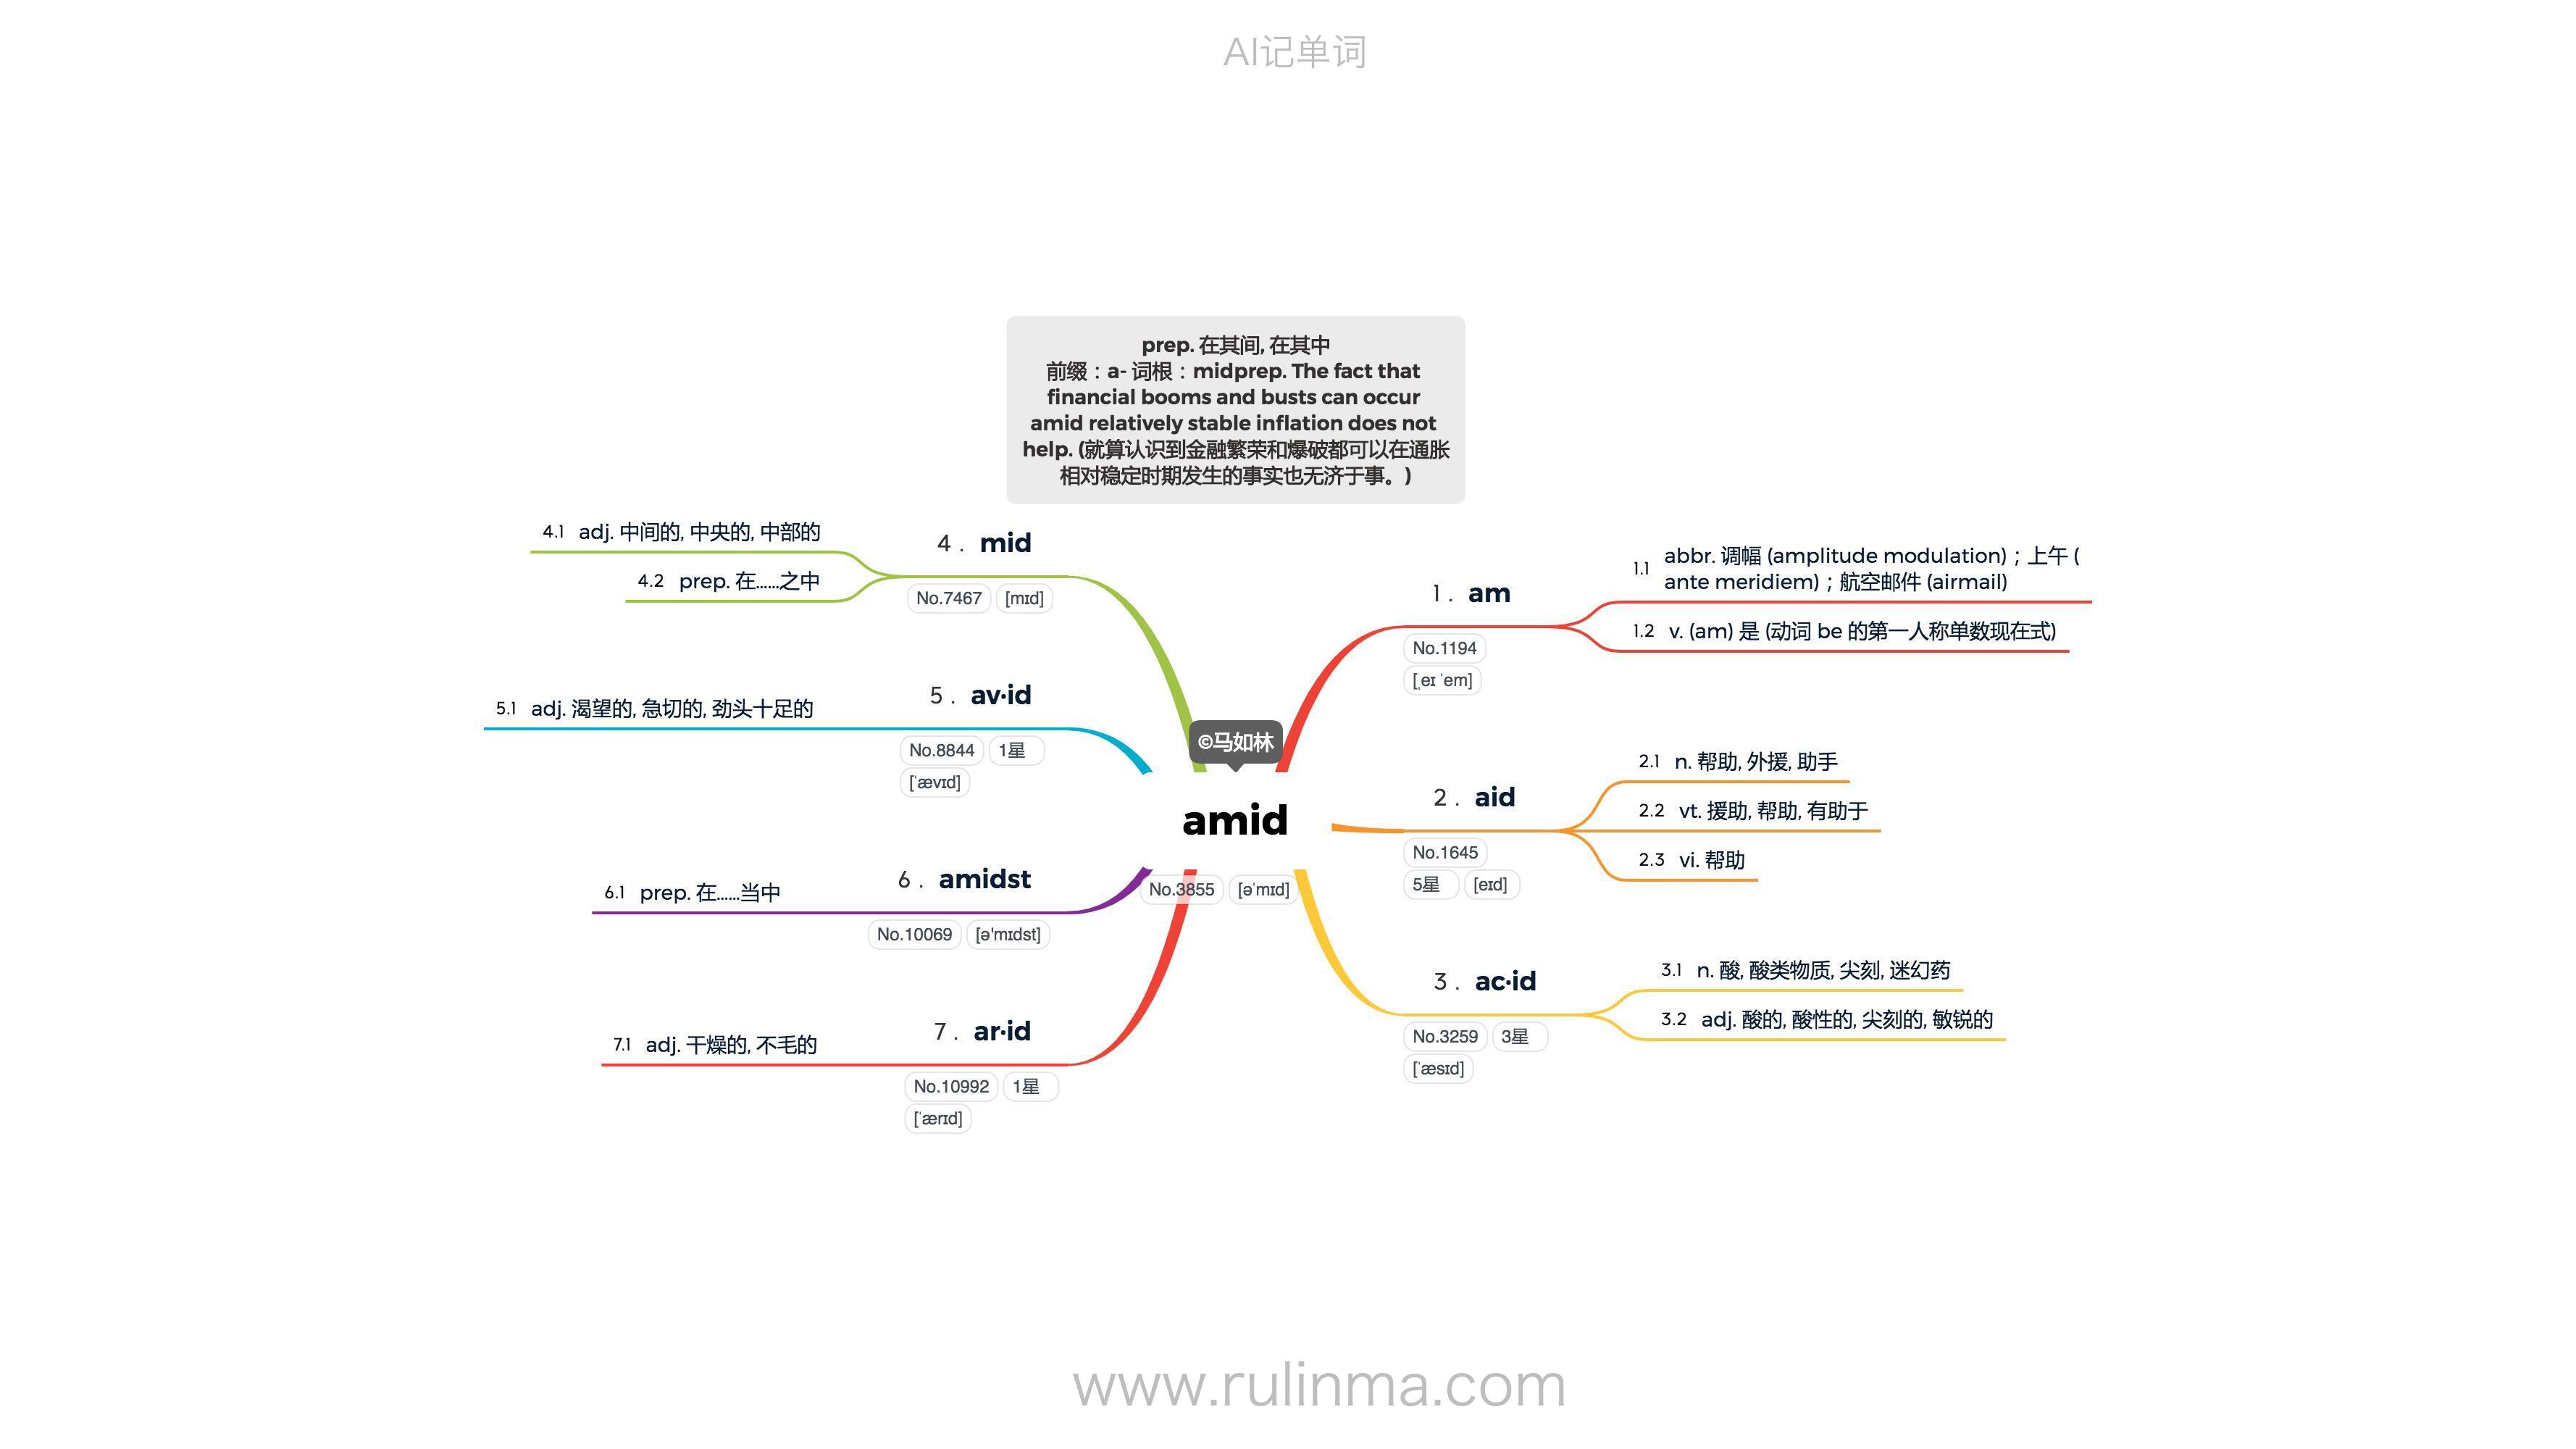 AI记单词
prep. 在其间, 在其中
前缀：a- 词根：midprep. The fact that
financial booms and busts can occur
amid relatively stable inflation does not
help. (就算认识到金融繁荣和爆破都可以在通胀
相对稳定时期发生的事实也无济于事。)
©马如林
amid
No.3855 [əˈmɪd]
1 . am
No.1194
[ˌeɪ ˈem]
1.1 abbr. 调幅 (amplitude modulation)；上午 (
ante meridiem)；航空邮件 (airmail)
1.2 v. (am) 是 (动词 be 的第一人称单数现在式)
2 . aid
No.1645
5星 [eɪd]
2.1 n. 帮助, 外援, 助手
2.2 vt. 援助, 帮助, 有助于
2.3 vi. 帮助
3 . ac·id
No.3259 3星
[ˈæsɪd]
3.1 n. 酸, 酸类物质, 尖刻, 迷幻药
3.2 adj. 酸的, 酸性的, 尖刻的, 敏锐的
4 . mid
No.7467 [mɪd]
4.1 adj. 中间的, 中央的, 中部的
4.2 prep. 在……之中
5 . av·id
No.8844 1星
[ˈævɪd]
5.1 adj. 渴望的, 急切的, 劲头十足的
6 . amidst
No.10069 [ə'mɪdst]
6.1 prep. 在……当中
7 . ar·id
No.10992 1星
[ˈærɪd]
7.1 adj. 干燥的, 不毛的
www.rulinma.com